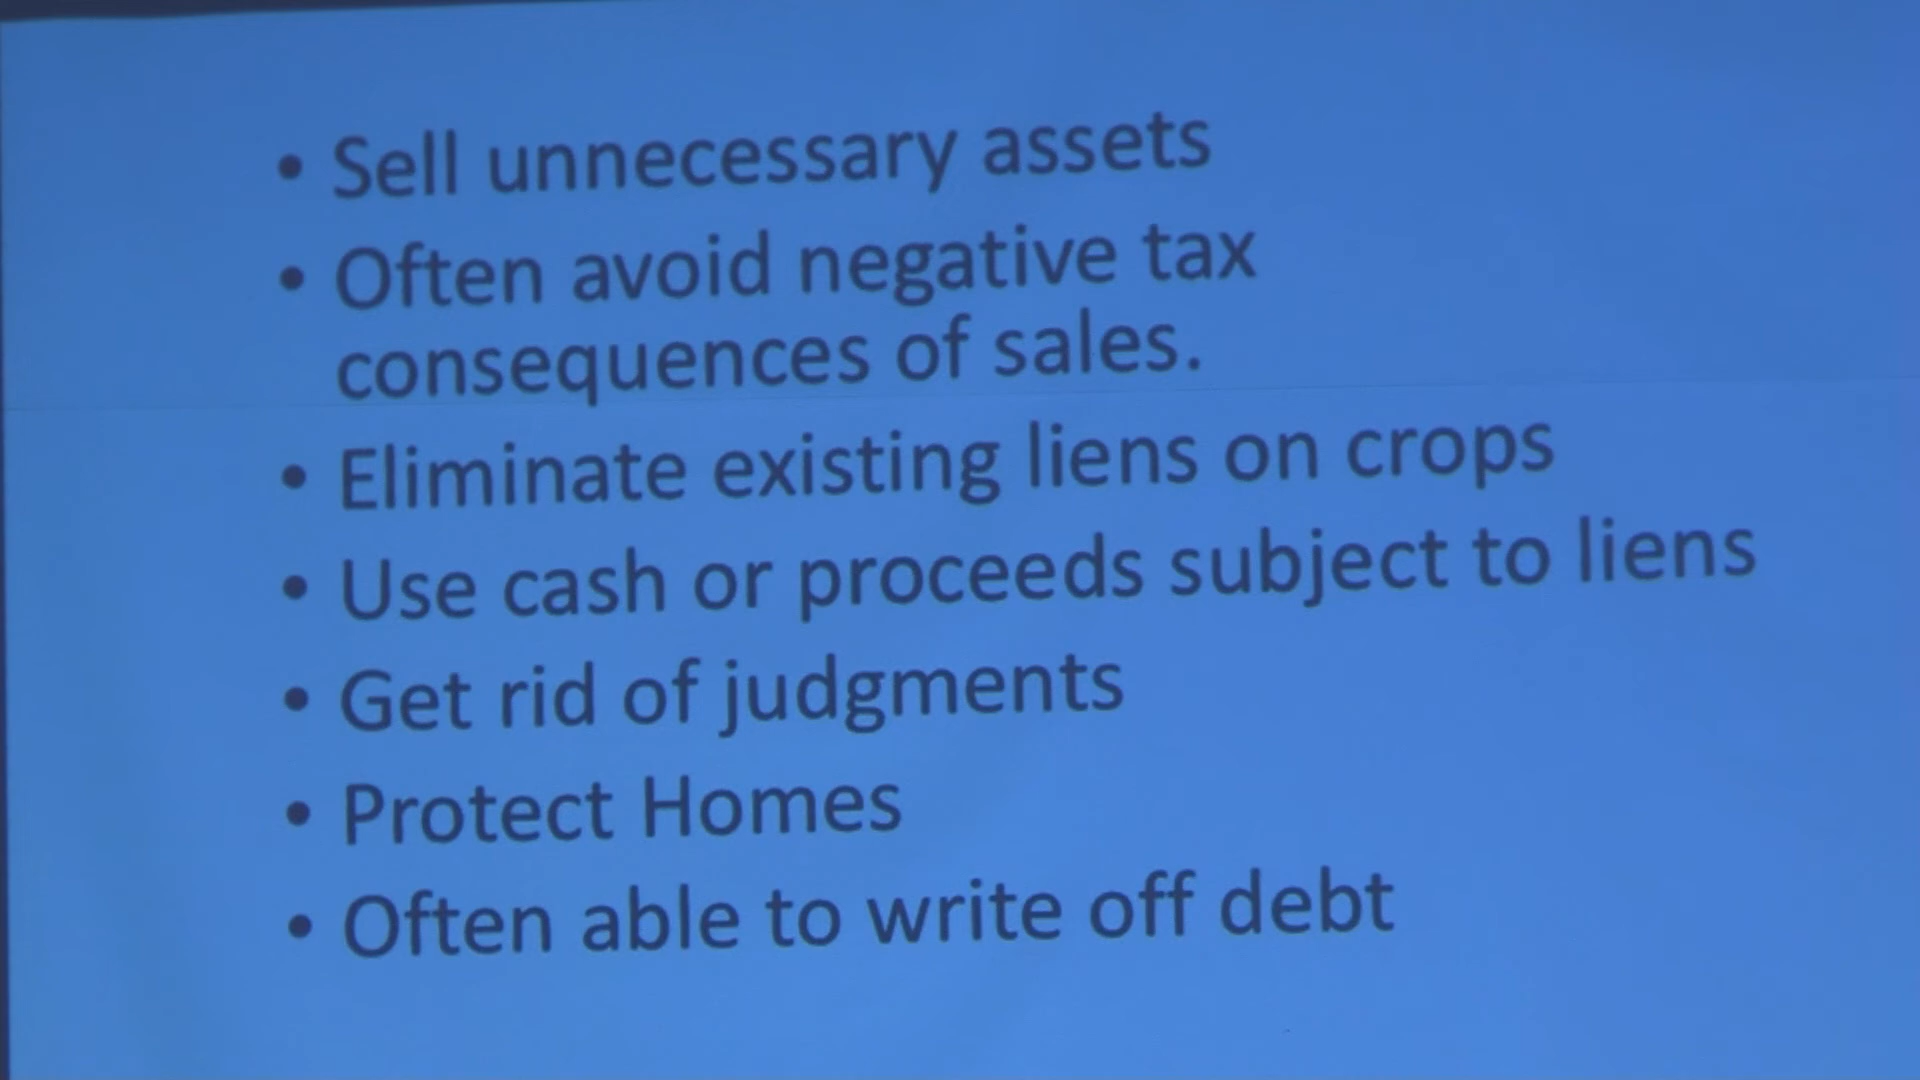 • Sell unnecessary assets
• Often avoid negative tax
consequences of sales.
• Eliminate existing liens on crops
• Use cash or proceeds subject to liens
• Get rid of judgments
• Protect Homes
• Often able to write off debt